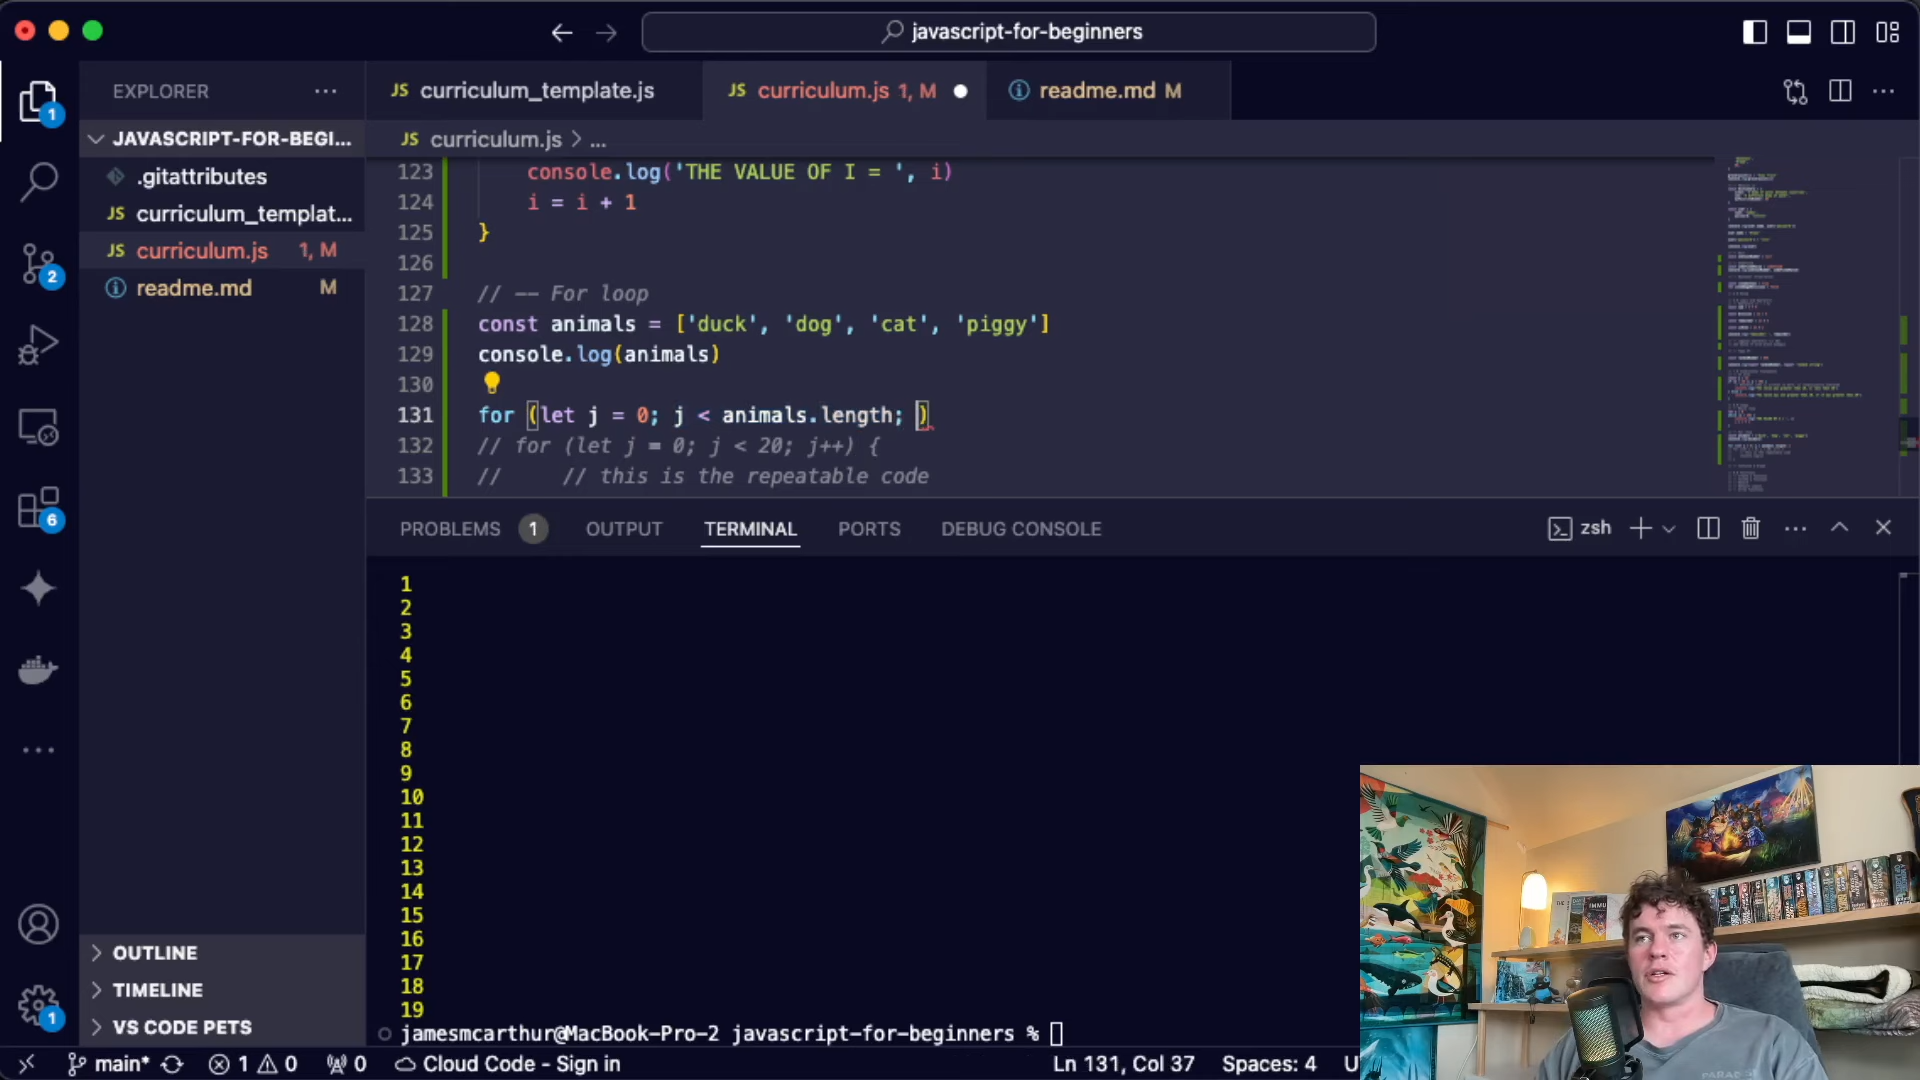 javascript-for-beginners
EXPLORER
JAVASCRIPT-FOR-BEGI...
.gitattributes
JS curriculum_templat...
JS curriculum.js 1, M
readme.md M
OUTLINE
TIMELINE
VS CODE PETS
1
2
6
1
JS curriculum_template.js
JS curriculum.js 1, M
readme.md M
JS curriculum.js > ...
123 console.log('THE VALUE OF I = ', i)
124 i = i + 1
125 }
126
127 // -- For loop
128 const animals = ['duck', 'dog', 'cat', 'piggy']
129 console.log(animals)
130
131 for (let j = 0; j < animals.length; )
132 // for (let j = 0; j < 20; j++) {
133 // // this is the repeatable code
PROBLEMS 1 OUTPUT TERMINAL PORTS DEBUG CONSOLE
zsh
1
2
3
4
5
6
7
8
9
10
11
12
13
14
15
16
17
18
19
jamesmcarthur@MacBook-Pro-2 javascript-for-beginners %
main* 1 0 0 Cloud Code - Sign in Ln 131, Col 37 Spaces: 4